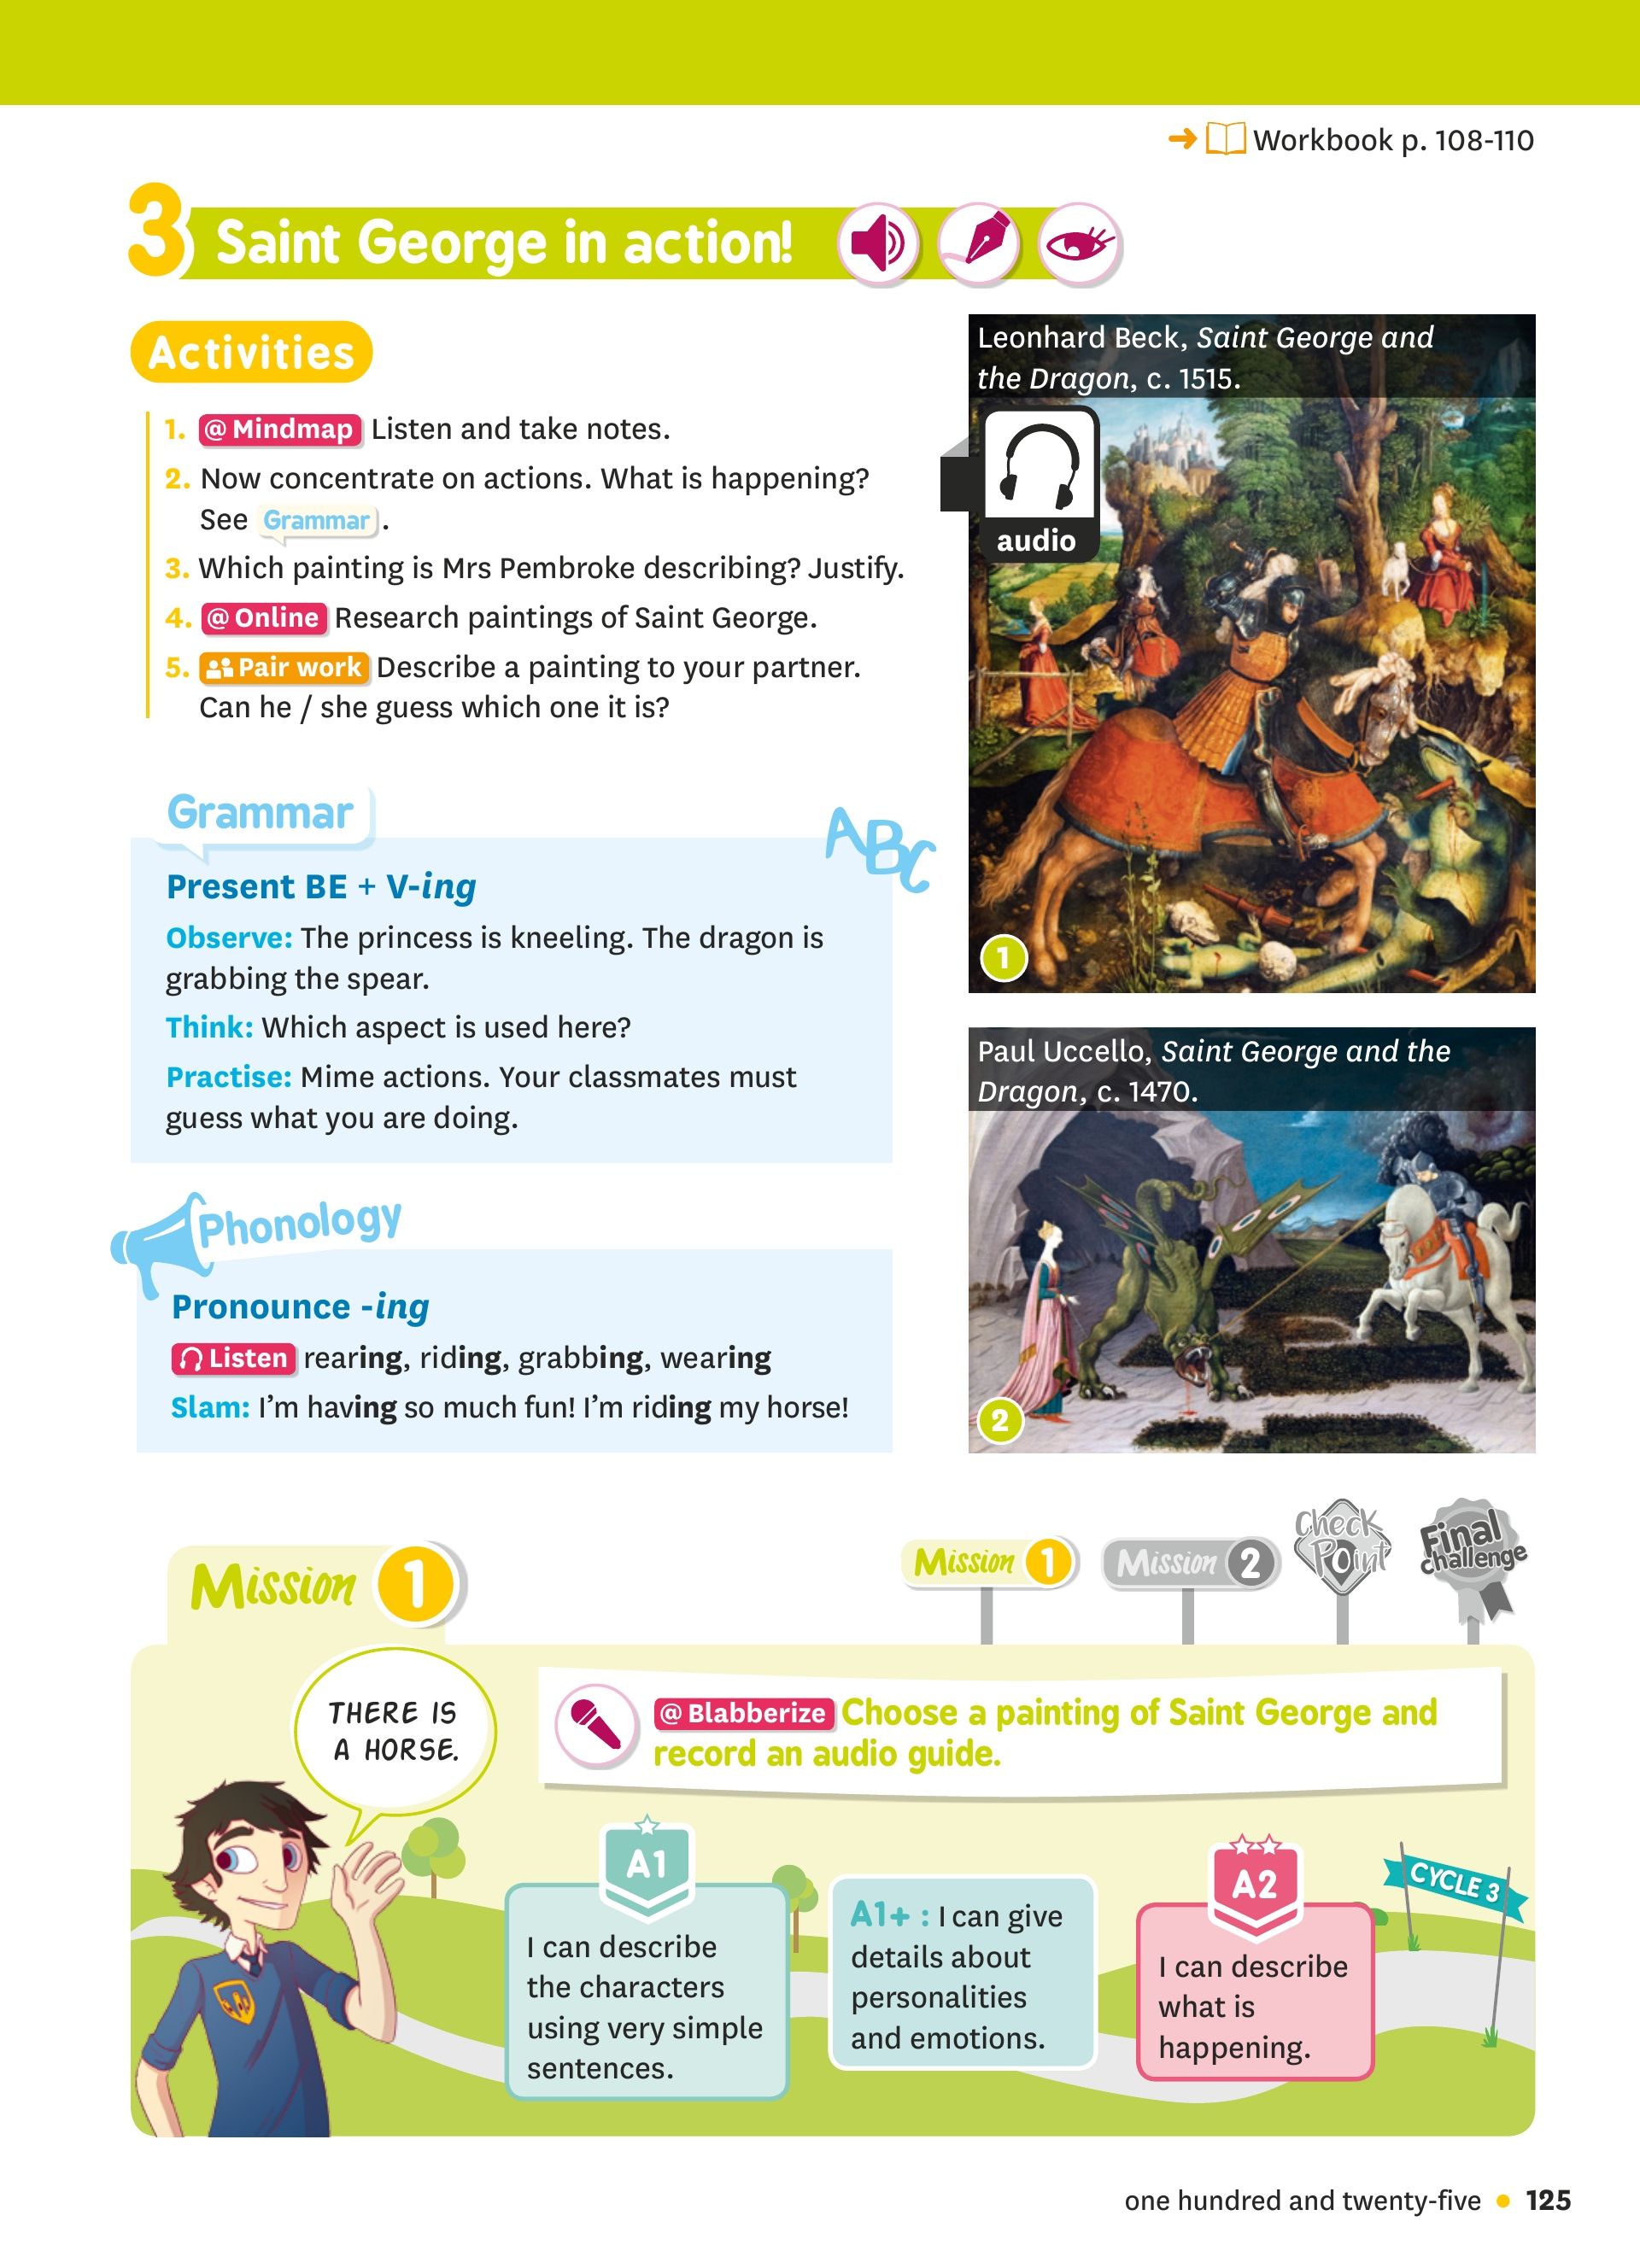 Workbook p. 108-110
3 Saint George in action!
Activities
1. @ Mindmap Listen and take notes.
2. Now concentrate on actions. What is happening?
See Grammar.
3. Which painting is Mrs Pembroke describing? Justify.
4. @ Online Research paintings of Saint George.
5. Pair work Describe a painting to your partner.
Can he / she guess which one it is?
Leonhard Beck, Saint George and
the Dragon, c. 1515.
audio
1
Grammar
ABC
Present BE + V-ing
Observe: The princess is kneeling. The dragon is
grabbing the spear.
Think: Which aspect is used here?
Practise: Mime actions. Your classmates must
guess what you are doing.
Paul Uccello, Saint George and the
Dragon, c. 1470.
2
Phonology
Pronounce -ing
Listen rearing, riding, grabbing, wearing
Slam: I'm having so much fun! I'm riding my horse!
Mission 1
Mission 1
Mission 2
Check
Point
Final
challenge
THERE IS
A HORSE.
@ Blabberize Choose a painting of Saint George and
record an audio guide.
A1
I can describe
the characters
using very simple
sentences.
A1+ : I can give
details about
personalities
and emotions.
A2
I can describe
what is
happening.
CYCLE 3
one hundred and twenty-five • 125